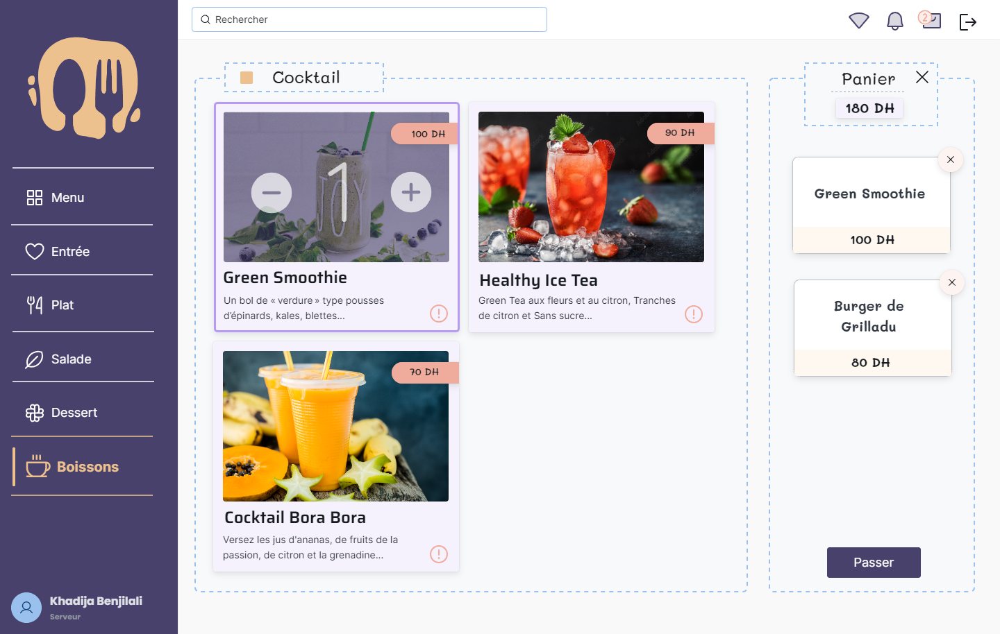 Rechercher
2
Menu
Entrée
Plat
Salade
Dessert
Boissons
Khadija Benjilali
Serveur
Cocktail
100 DH
1
JOY
Green Smoothie
Un bol de « verdure » type pousses
d'épinards, kales, blettes...
90 DH
Healthy Ice Tea
Green Tea aux fleurs et au citron, Tranches
de citron et Sans sucre...
70 DH
Cocktail Bora Bora
Versez les jus d'ananas, de fruits de la
passion, de citron et la grenadine...
Panier
180 DH
Green Smoothie
100 DH
Burger de
Grilladu
80 DH
Passer